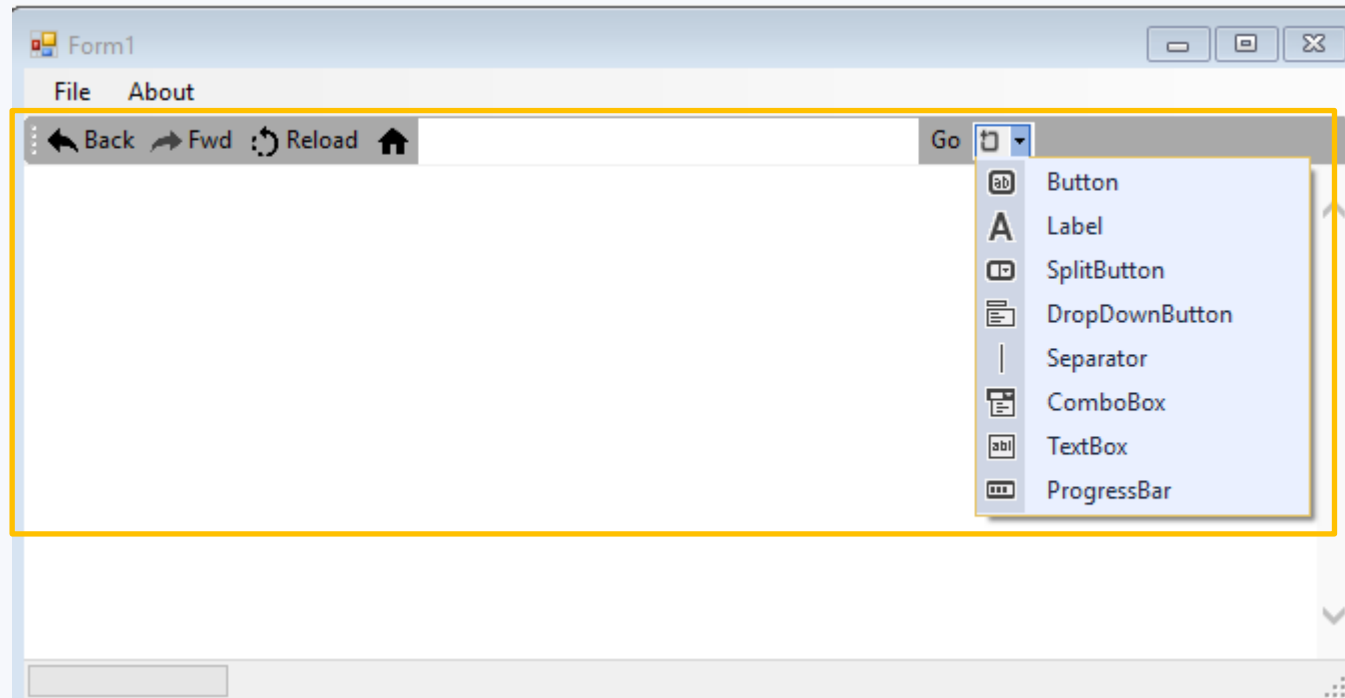 Form1
File About
Back Fwd Reload Go
Button
Label
SplitButton
DropDownButton
Separator
ComboBox
TextBox
ProgressBar